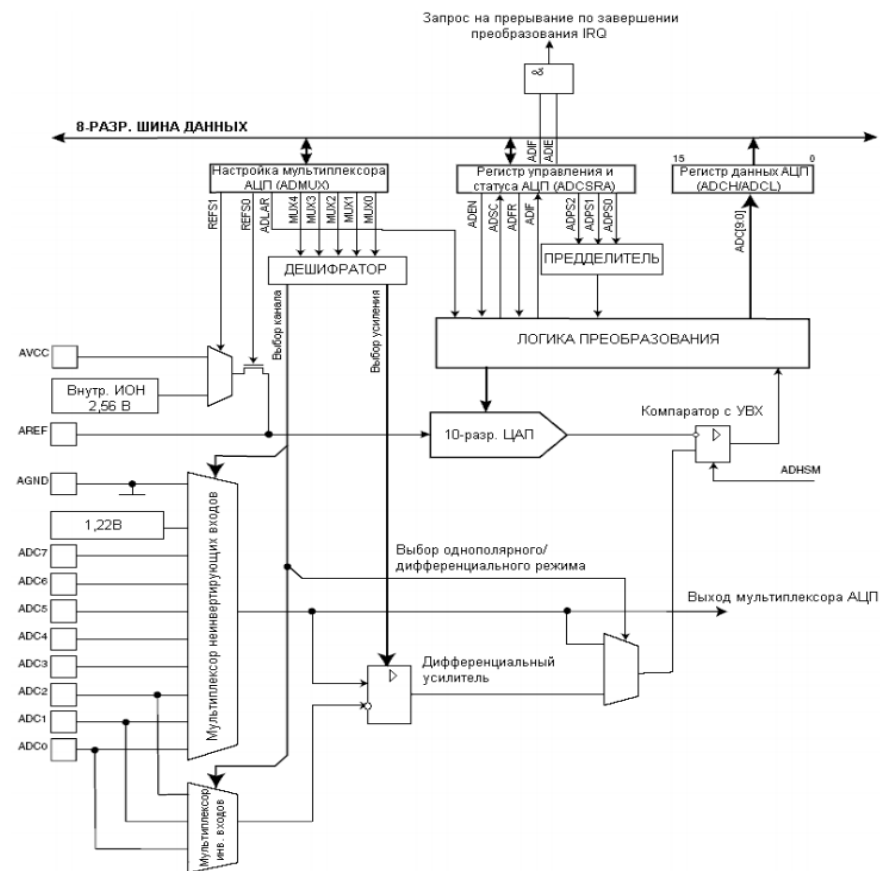 Запрос на прерывание по завершении
преобразования IRQ
&
8-РАЗР. ШИНА ДАННЫХ
ADIF
ADIE
15
0
Настройка мультиплексора
АЦП (ADMUX)
Регистр управления и
статуса АЦП (ADCSRA)
Регистр данных АЦП
(ADCH/ADCL)
REFS1
REFS0
ADLAR
MUX4
MUX3
MUX2
MUX1
MUX0
ADEN
ADSC
ADFR
ADIF
ADPS2
ADPS1
ADPS0
ADC[9:0]
ДЕШИФРАТОР
ПРЕДДЕЛИТЕЛЬ
Выбор канала
Выбор усиления
ЛОГИКА ПРЕОБРАЗОВАНИЯ
AVCC
Внутр. ИОН
2,56 В
AREF
10-разр. ЦАП
Компаратор с УВХ
ADHSM
AGND
1,22В
Мультиплексор неинвертирующих входов
ADC7
ADC6
ADC5
ADC4
ADC3
ADC2
ADC1
ADC0
Выбор однополярного/
дифференциального режима
Выход мультиплексора АЦП
Дифференциальный
усилитель
Мультиплексор
инв. входов